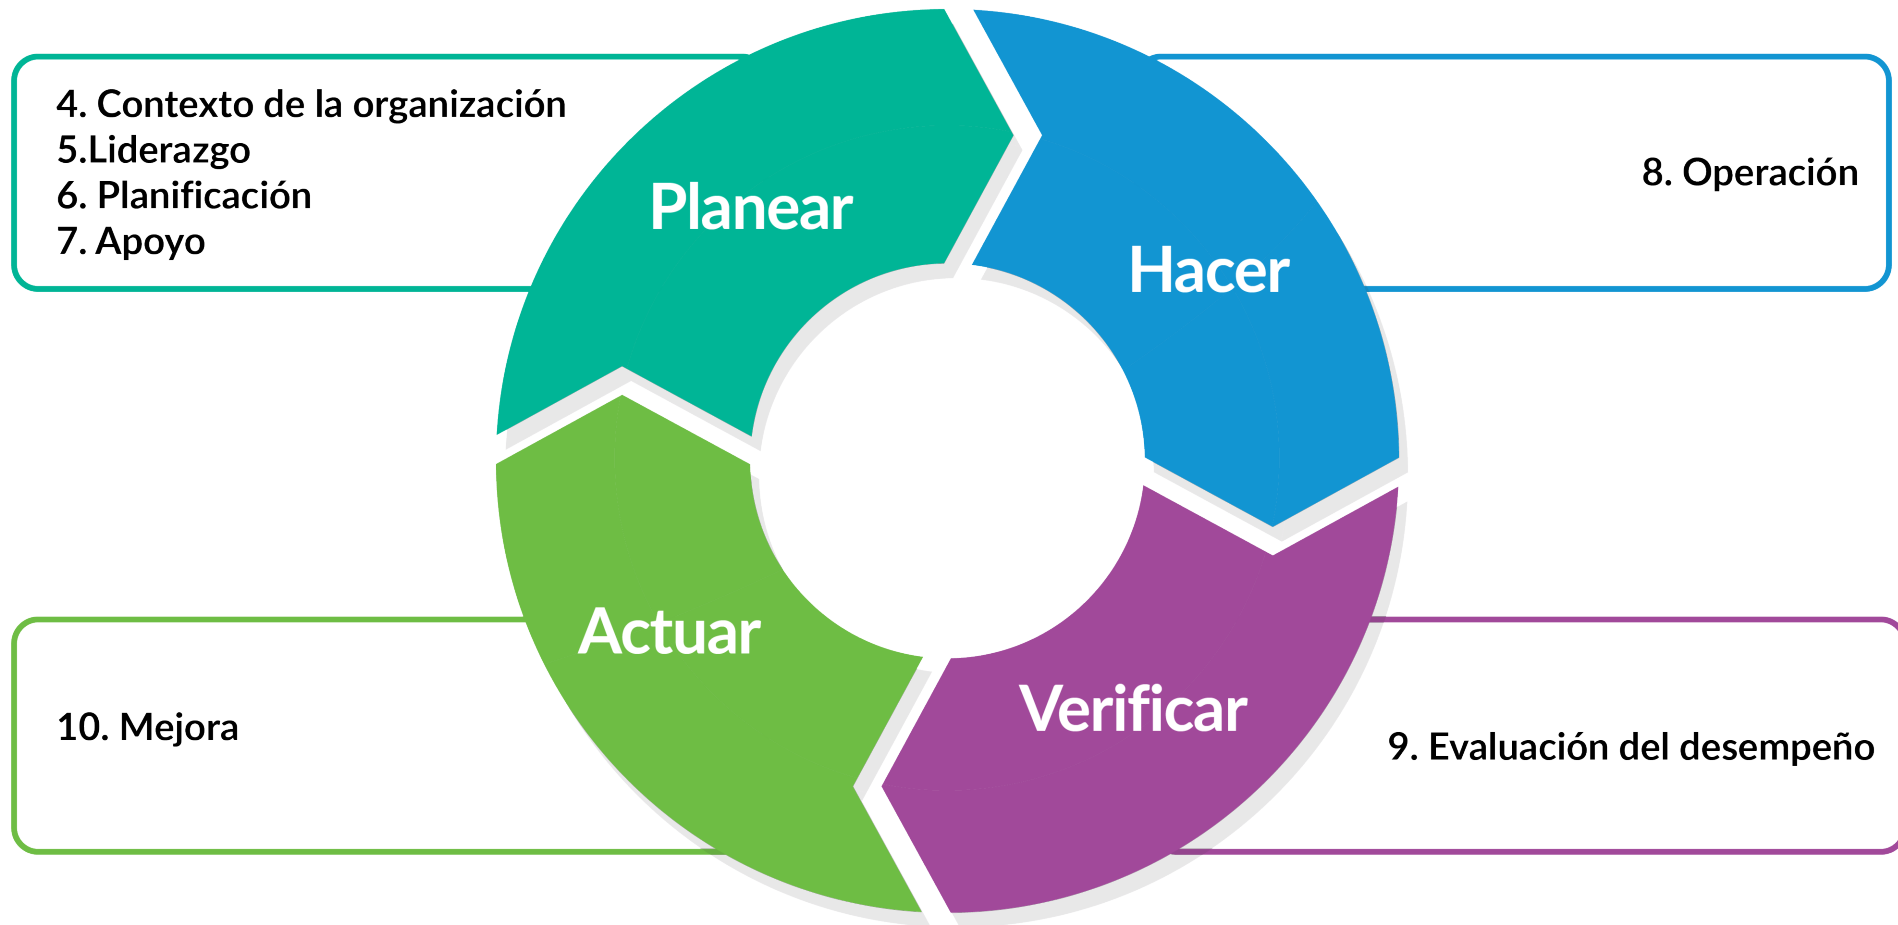 4. Contexto de la organización
5.Liderazgo
6. Planificación
7. Apoyo
Planear
Hacer
8. Operación
Actuar
10. Mejora
Verificar
9. Evaluación del desempeño